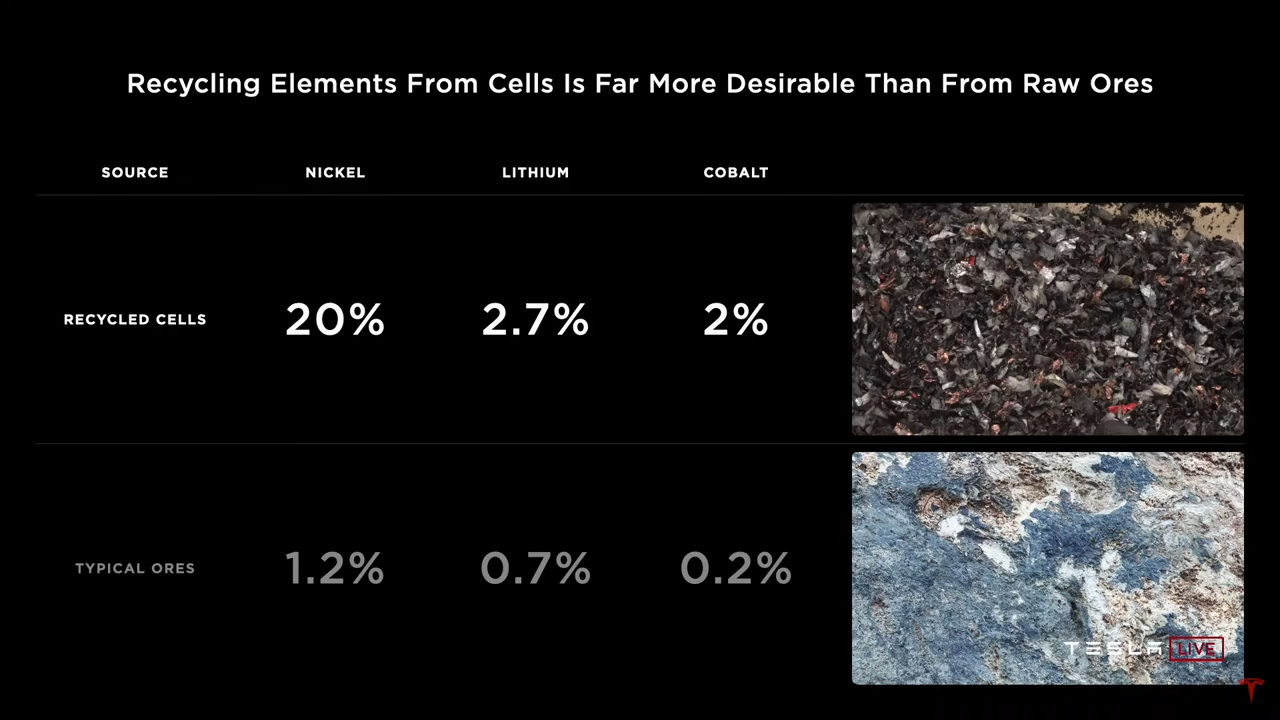 Recycling Elements From Cells Is Far More Desirable Than From Raw Ores
SOURCE NICKEL LITHIUM COBALT
RECYCLED CELLS 20% 2.7% 2%
TYPICAL ORES 1.2% 0.7% 0.2%
TESLA LIVE